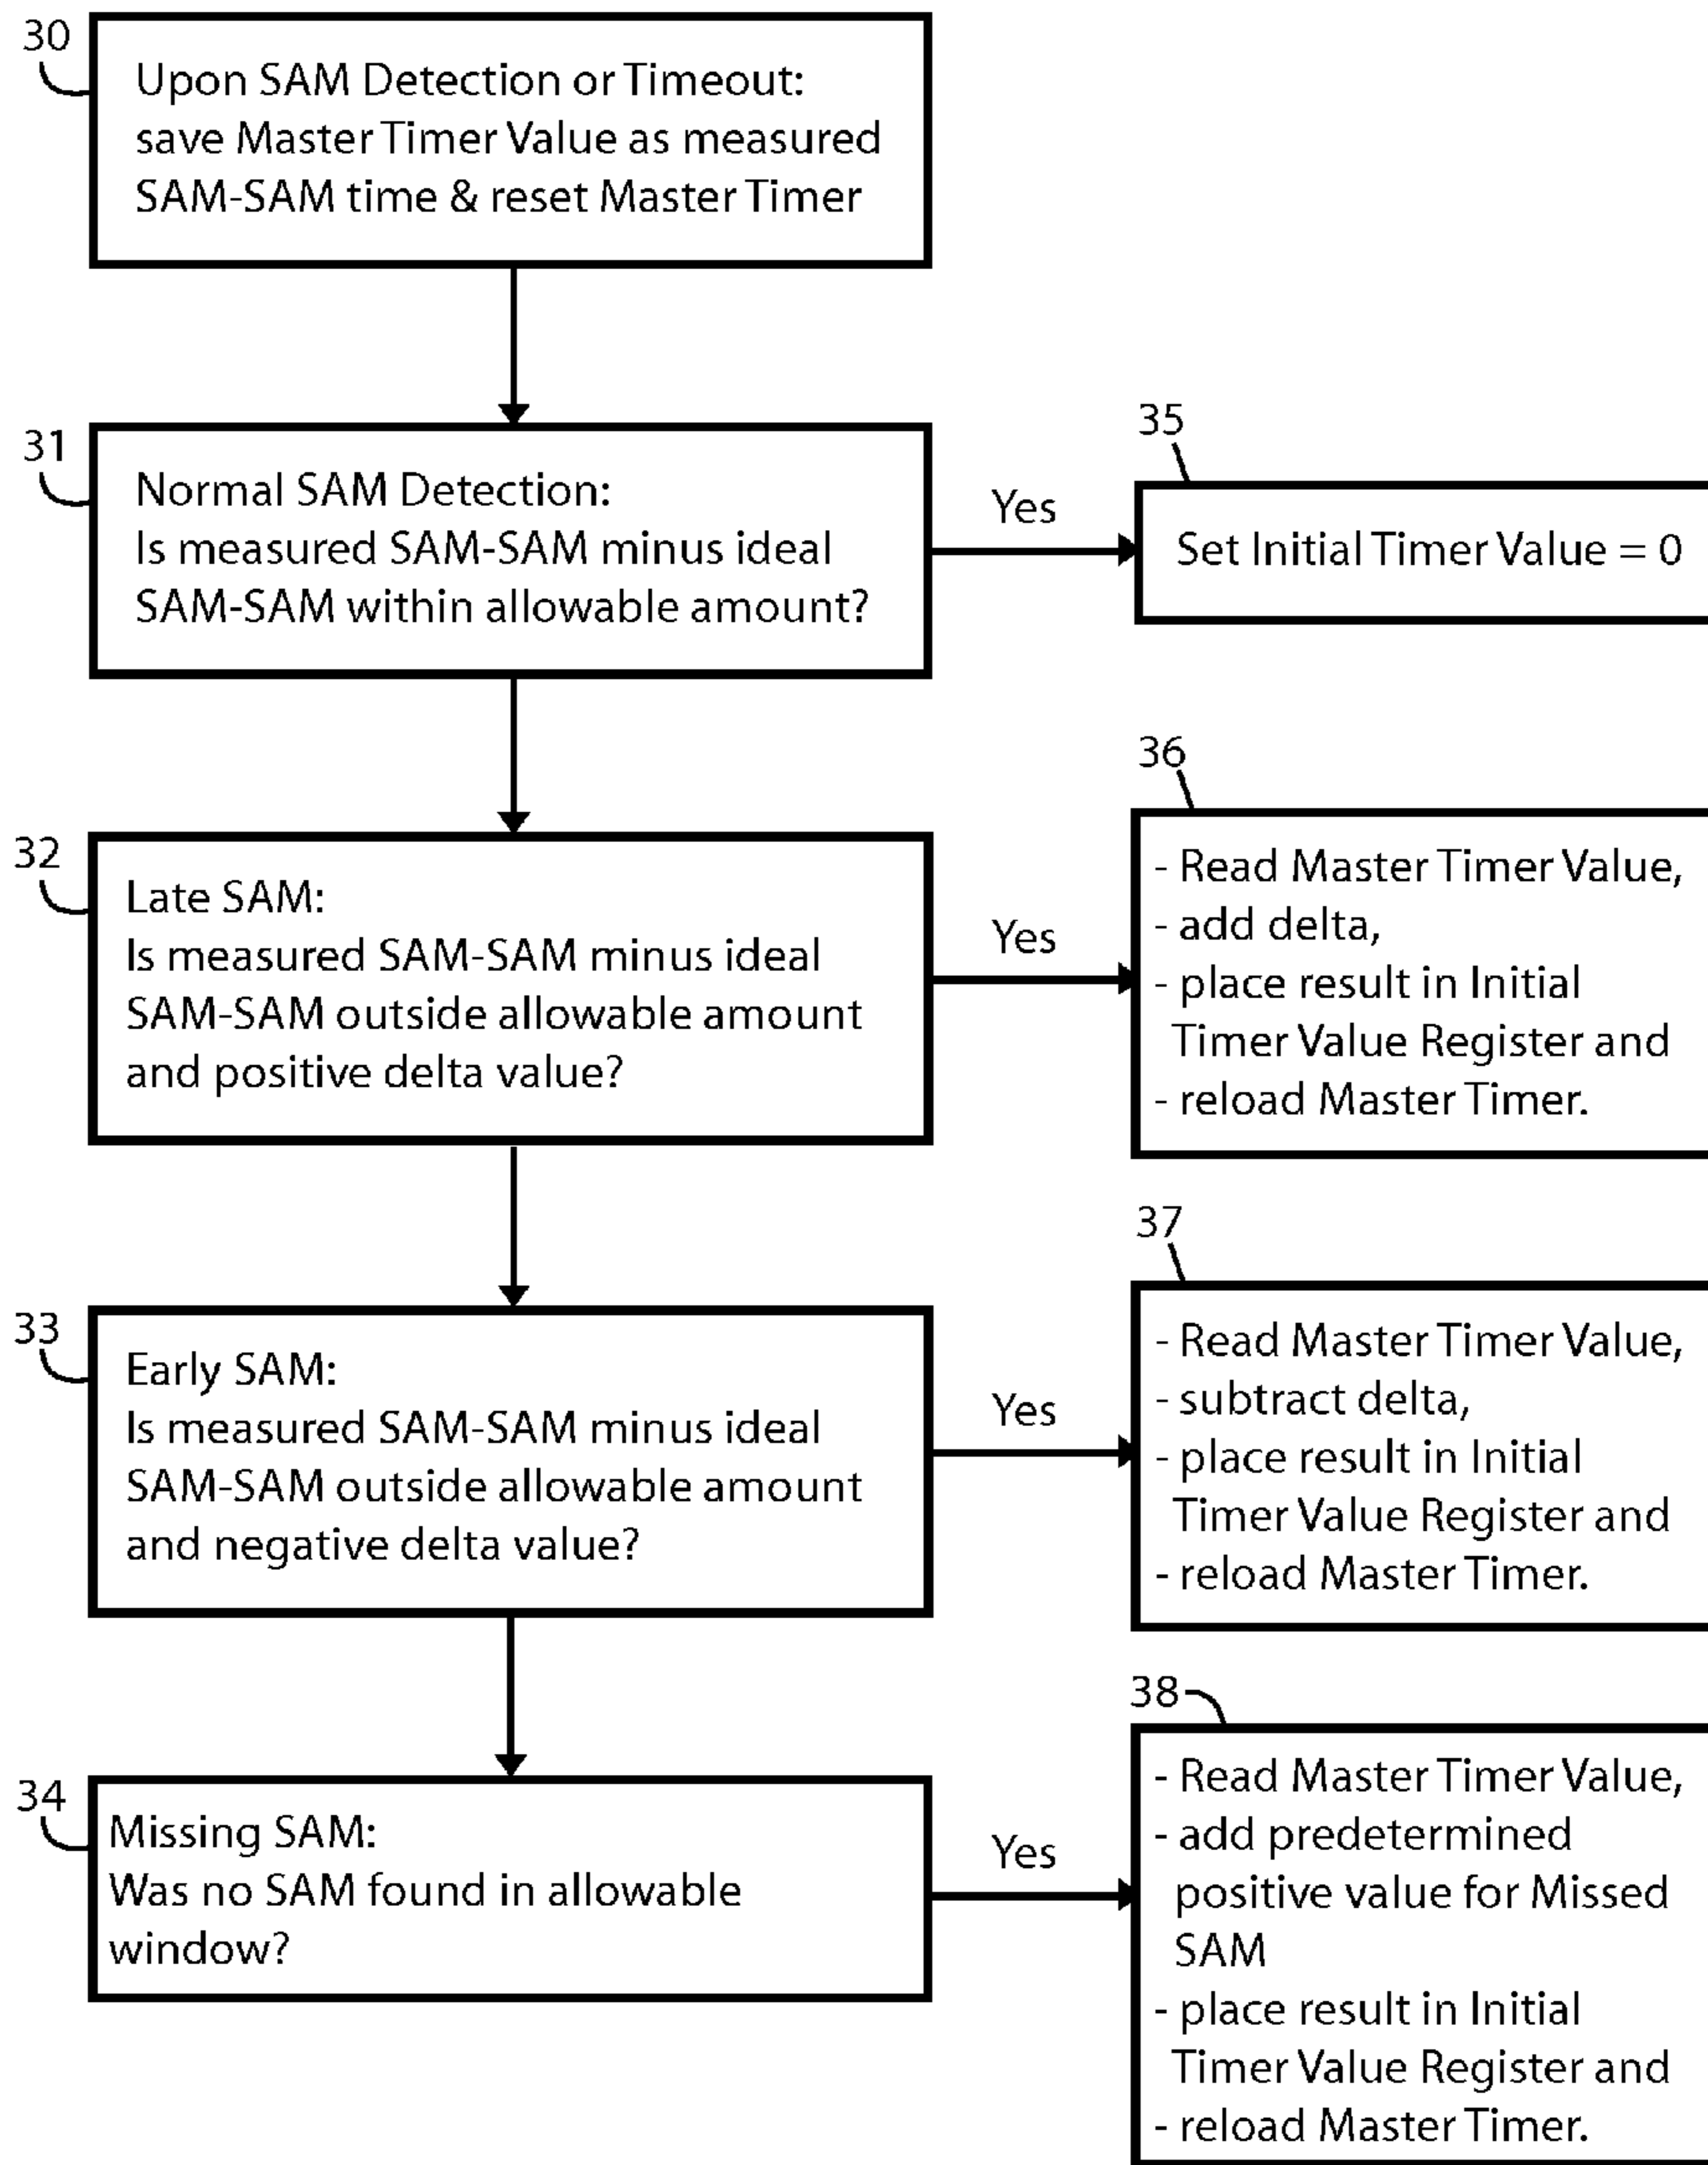 30
Upon SAM Detection or Timeout:
save Master Timer Value as measured
SAM-SAM time & reset Master Timer
31
Normal SAM Detection:
Is measured SAM-SAM minus ideal
SAM-SAM within allowable amount?
Yes
35
Set Initial Timer Value = 0
32
Late SAM:
Is measured SAM-SAM minus ideal
SAM-SAM outside allowable amount
and positive delta value?
Yes
36
- Read Master Timer Value,
- add delta,
- place result in Initial
Timer Value Register and
- reload Master Timer.
33
Early SAM:
Is measured SAM-SAM minus ideal
SAM-SAM outside allowable amount
and negative delta value?
Yes
37
- Read Master Timer Value,
- subtract delta,
- place result in Initial
Timer Value Register and
- reload Master Timer.
34
Missing SAM:
Was no SAM found in allowable
window?
Yes
38
- Read Master Timer Value,
- add predetermined
positive value for Missed
SAM
- place result in Initial
Timer Value Register and
- reload Master Timer.